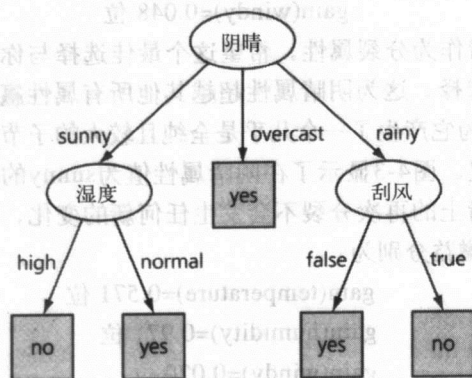 阴晴
sunny overcast rainy
湿度 yes 刮风
high normal false true
no yes yes no